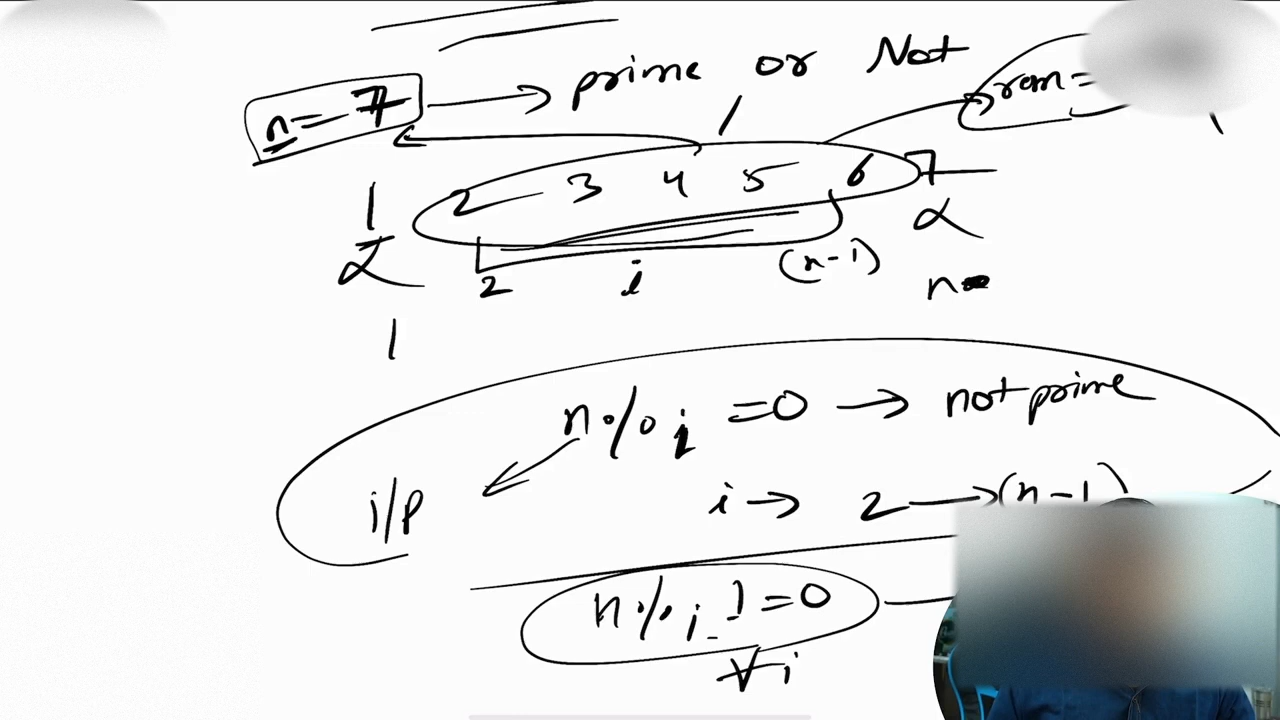 n = 7 → prime or Not
rem =
1 2 3 4 5 6 7
2 i (n-1) n
1
n % i = 0 → not prime
i/p
i → 2 → (n-1)
n % i != 0
∀ i